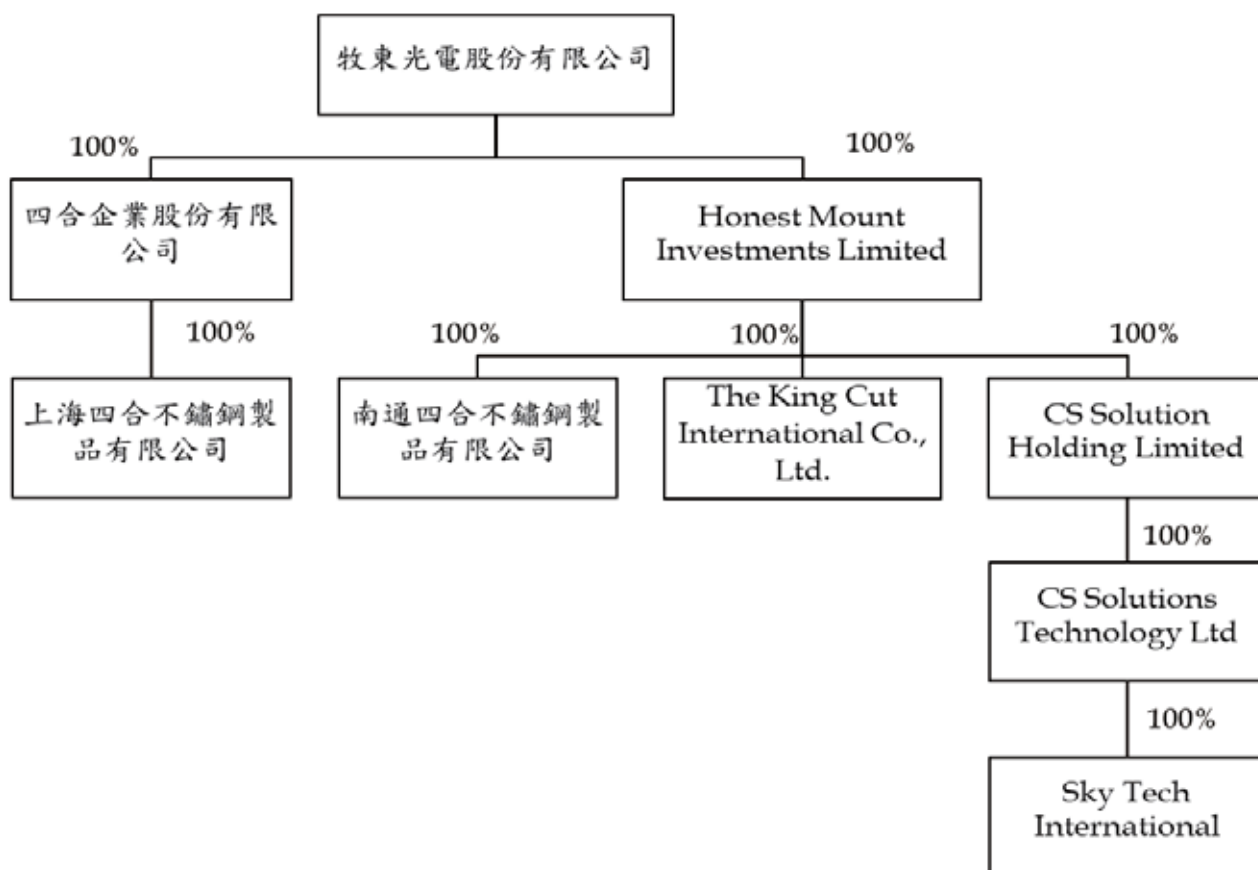 牧東光電股份有限公司
100%
100%
四合企業股份有限
公司
Honest Mount
Investments Limited
100%
100%
100%
100%
上海四合不鏽鋼製
品有限公司
南通四合不鏽鋼製
品有限公司
The King Cut
International Co.,
Ltd.
CS Solution
Holding Limited
100%
CS Solutions
Technology Ltd
100%
Sky Tech
International